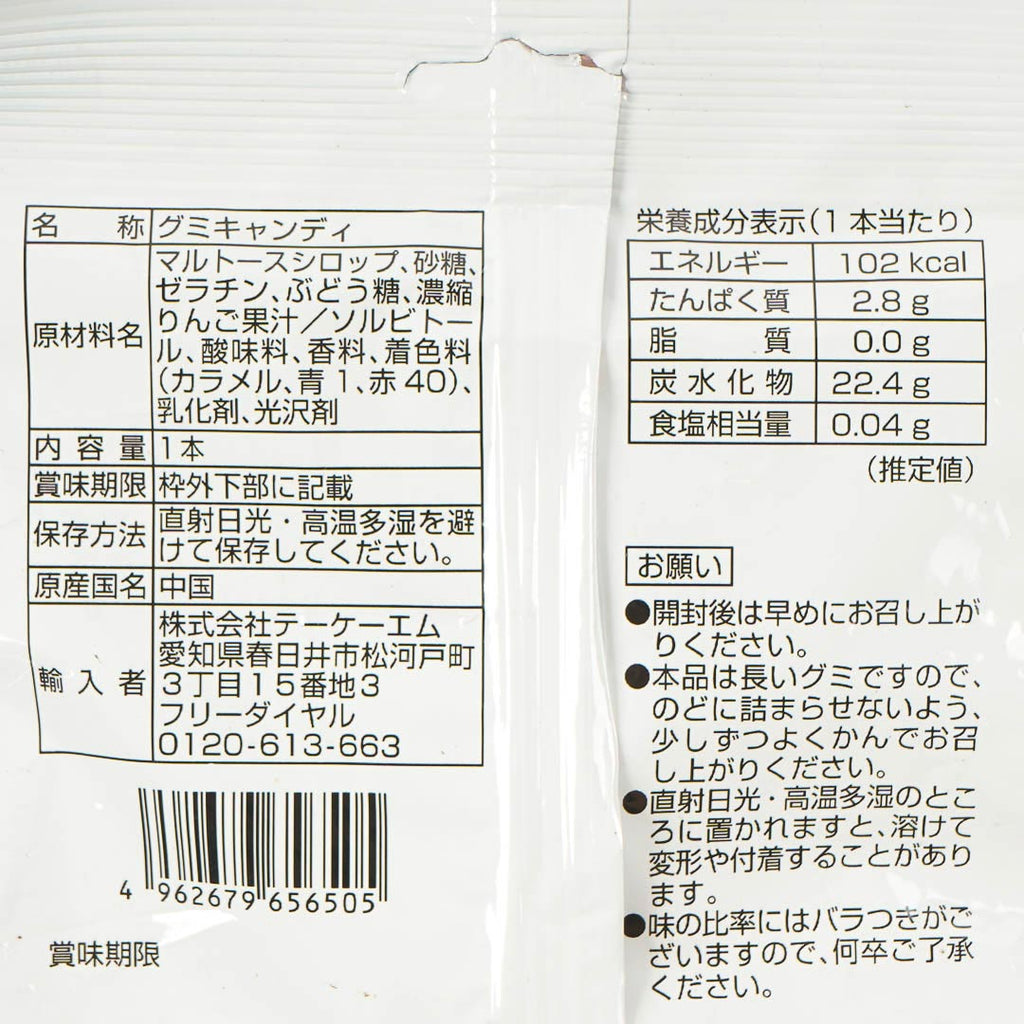 名称 グミキャンディ
原材料名 マルトースシロップ、砂糖、
ゼラチン、ぶどう糖、濃縮
りんご果汁／ソルビトー
ル、酸味料、香料、着色料
（カラメル、青1、赤40）、
乳化剤、光沢剤
内容量 1本
賞味期限 枠外下部に記載
保存方法 直射日光・高温多湿を避
けて保存してください。
原産国名 中国
輸入者 株式会社テーケーエム
愛知県春日井市松河戸町
3丁目15番地3
フリーダイヤル
0120-613-663
4 962679 656505
賞味期限
栄養成分表示（1本当たり）
エネルギー 102 kcal
たんぱく質 2.8 g
脂質 0.0 g
炭水化物 22.4 g
食塩相当量 0.04 g
（推定値）
お願い
●開封後は早めにお召し上が
りください。
●本品は長いグミですので、
のどに詰まらせないよう、
少しずつよくかんでお召
し上がりください。
●直射日光・高温多湿のとこ
ろに置かれますと、溶けて
変形や付着することがあり
ます。
●味の比率にはバラつきがご
ざいますので、何卒ご了承
ください。